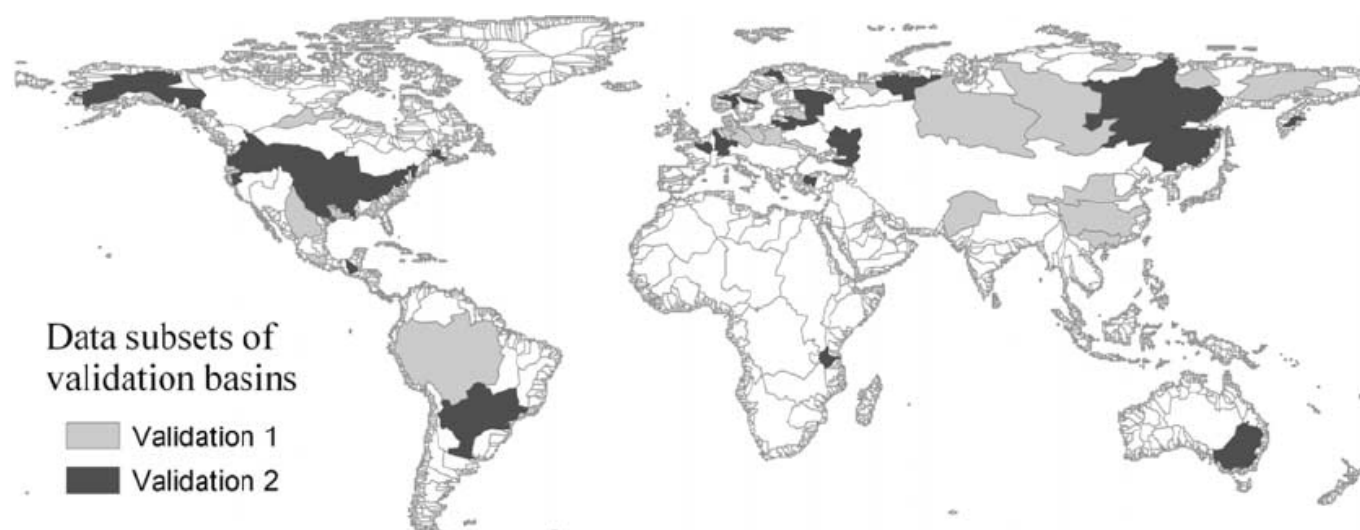 Data subsets of
validation basins
Validation 1
Validation 2